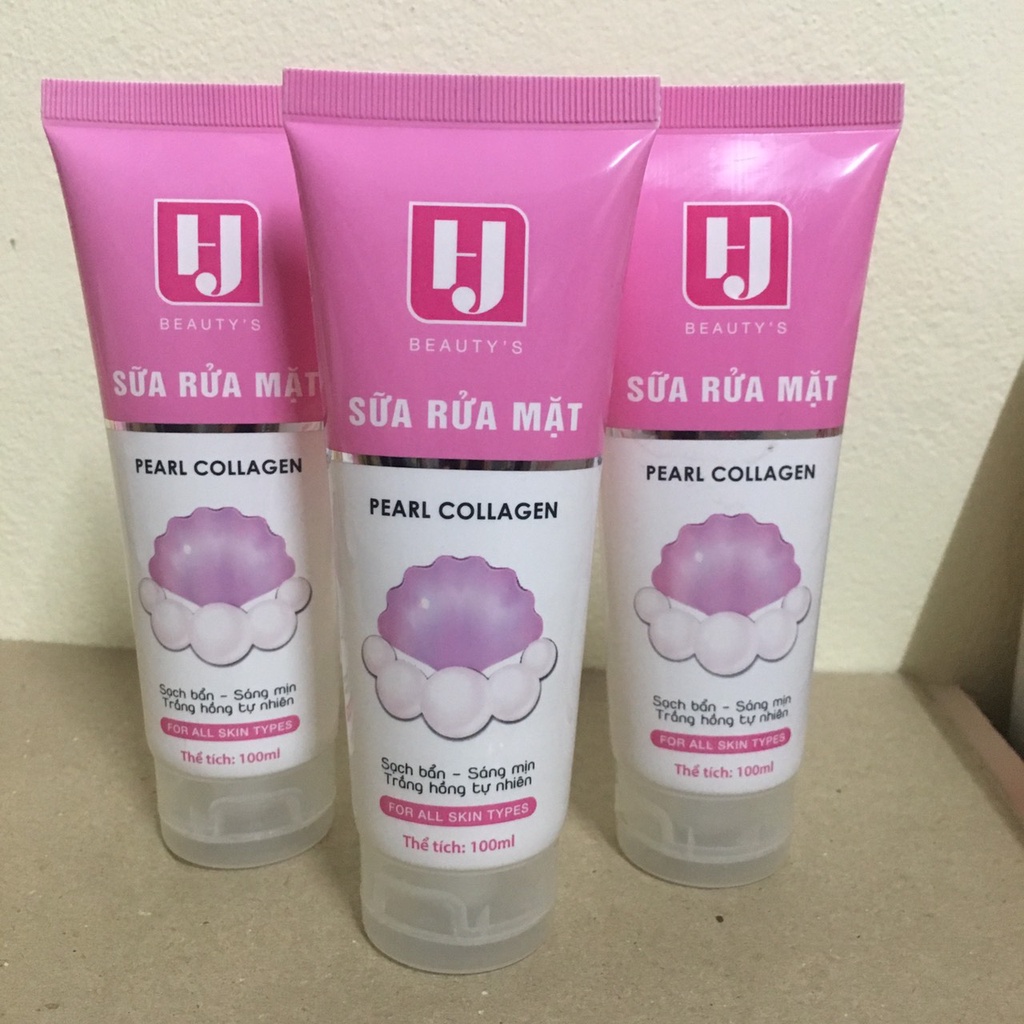 HJ
BEAUTY'S
SỮA RỬA MẶT
PEARL COLLAGEN
Sạch bẩn - Sáng mịn
Trắng hồng tự nhiên
FOR ALL SKIN TYPES
Thể tích: 100ml
HJ
BEAUTY'S
SỮA RỬA MẶT
PEARL COLLAGEN
Sạch bẩn - Sáng mịn
Trắng hồng tự nhiên
FOR ALL SKIN TYPES
Thể tích: 100ml
HJ
BEAUTY'S
SỮA RỬA MẶT
PEARL COLLAGEN
Sạch bẩn - Sáng mịn
Trắng hồng tự nhiên
FOR ALL SKIN TYPES
Thể tích: 100ml